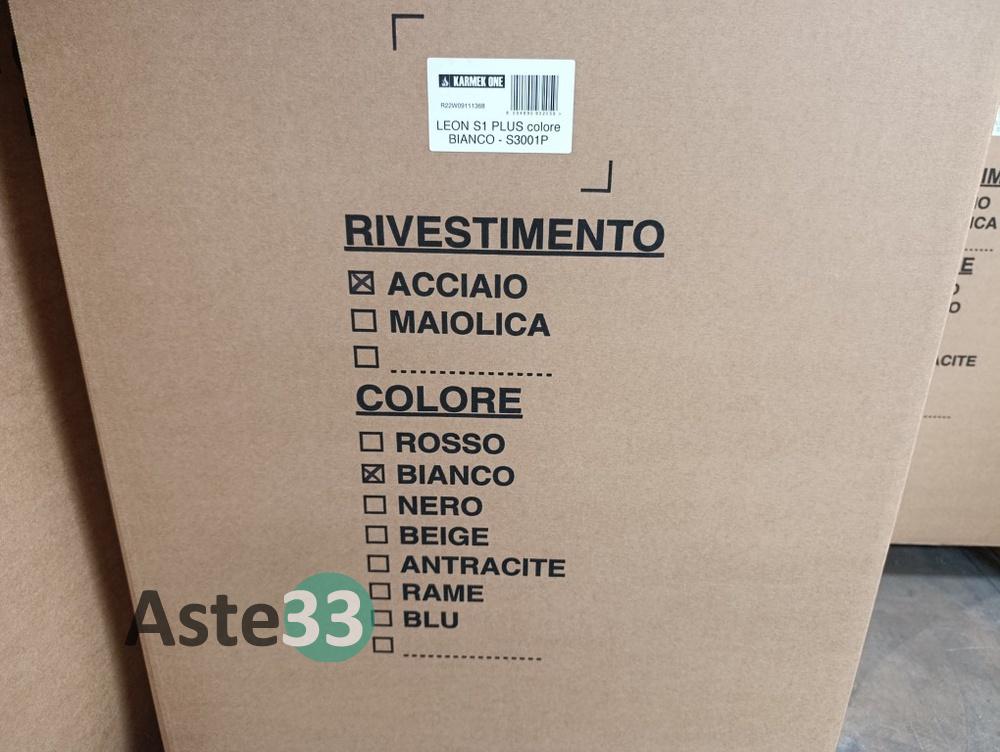 KARMEK ONE
R22W09111368
LEON S1 PLUS colore
BIANCO - S3001P
RIVESTIMENTO
ACCIAIO
MAIOLICA
COLORE
ROSSO
BIANCO
NERO
BEIGE
ANTRACITE
RAME
BLU
Aste33